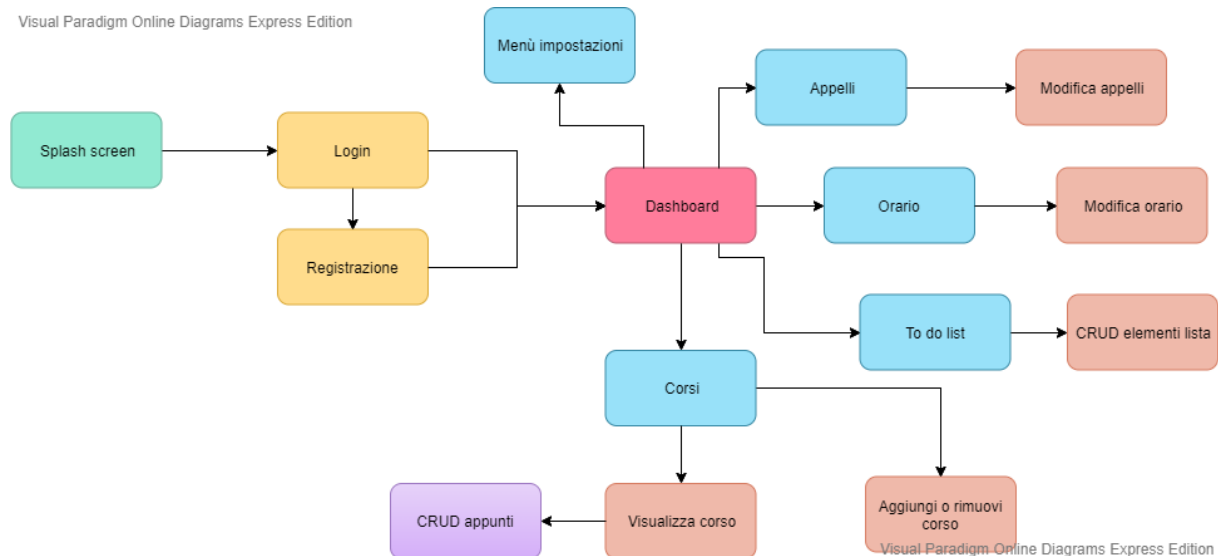 Visual Paradigm Online Diagrams Express Edition
Menù impostazioni
Appelli
Modifica appelli
Splash screen
Login
Dashboard
Orario
Modifica orario
Registrazione
To do list
CRUD elementi lista
Corsi
CRUD appunti
Visualizza corso
Aggiungi o rimuovi
corso
Visual Paradigm Online Diagrams Express Edition